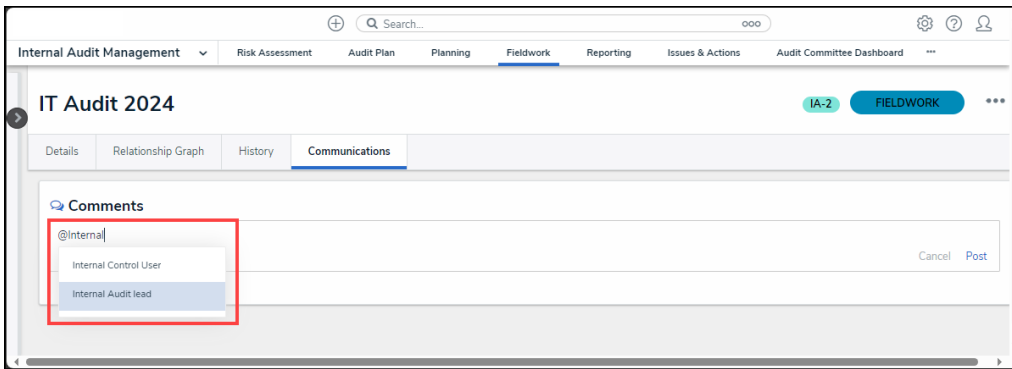 Search...
ooo
Internal Audit Management
Risk Assessment Audit Plan Planning Fieldwork Reporting Issues & Actions Audit Committee Dashboard
IT Audit 2024
IA-2 FIELDWORK
Details Relationship Graph History Communications
Comments
@Internal
Cancel Post
Internal Control User
Internal Audit lead